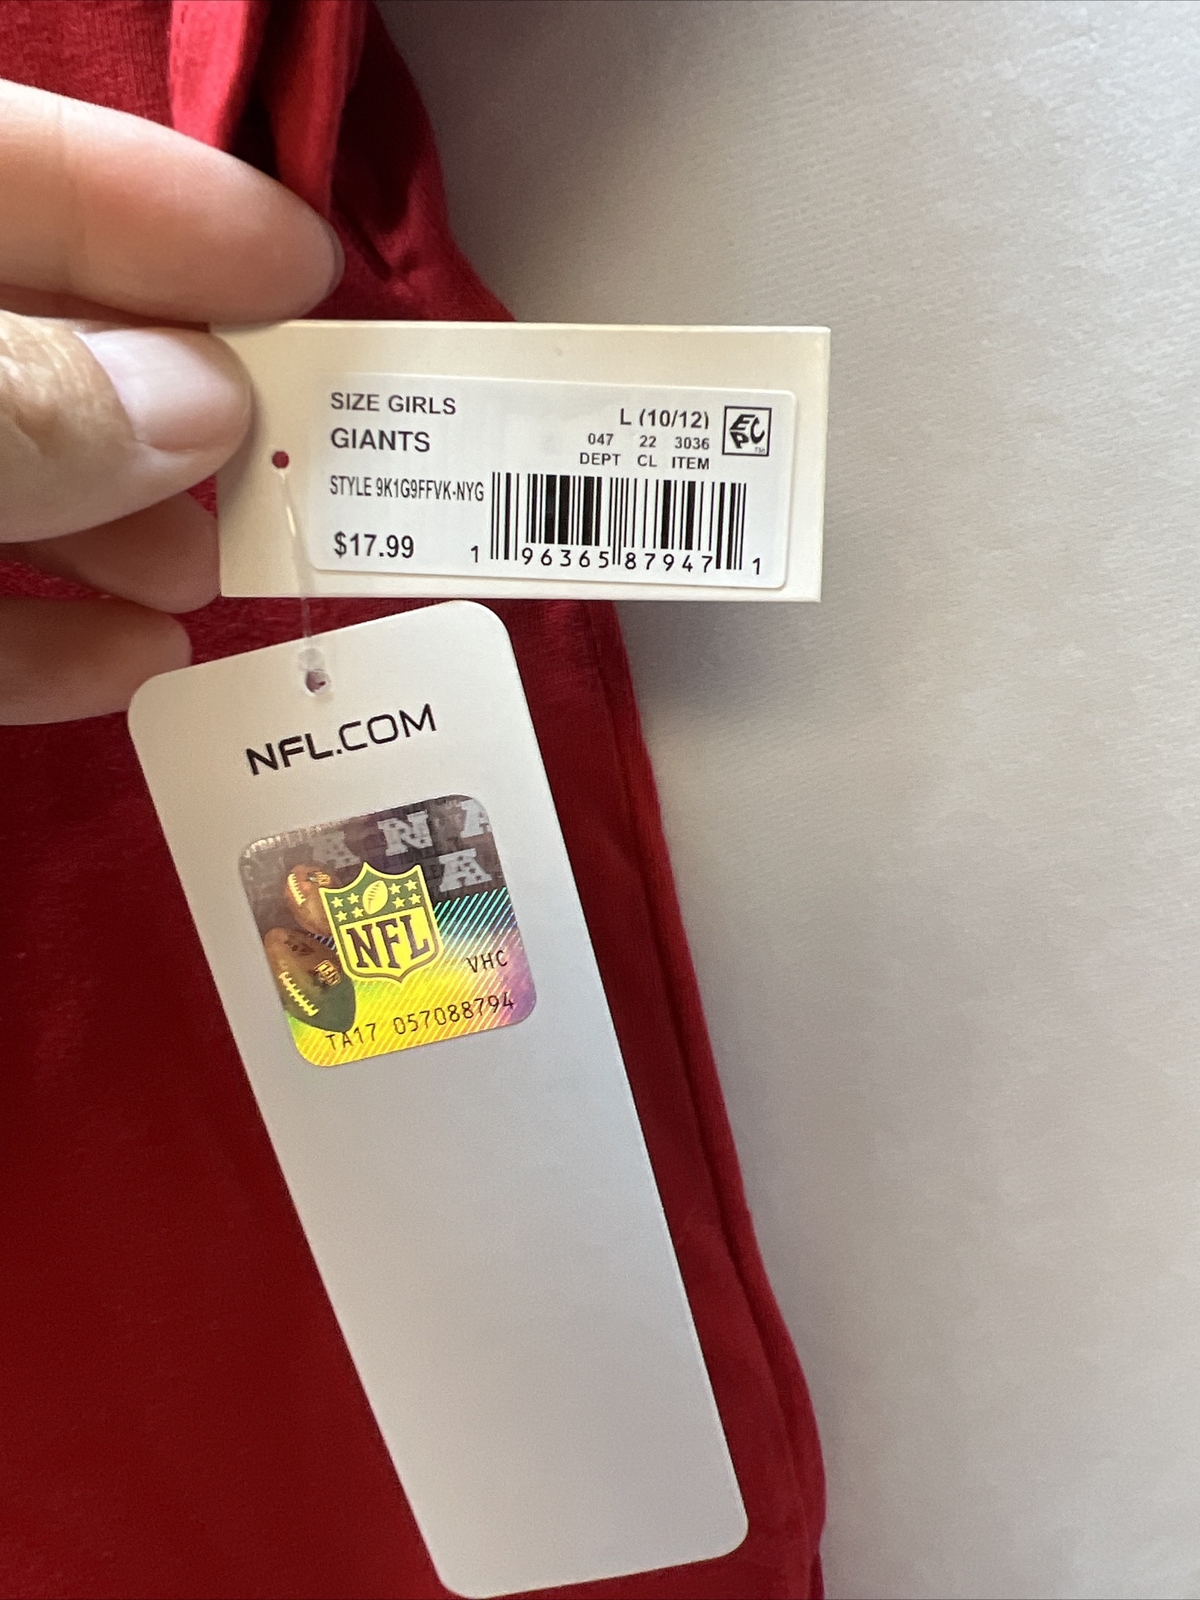 SIZE GIRLS
L (10/12)
GIANTS
047 22 3036
DEPT CL ITEM
STYLE 9K1G9FFVK-NYG
$17.99
1 96365 87947 1
NFL.COM
NFL
VHC
TA17 057088794